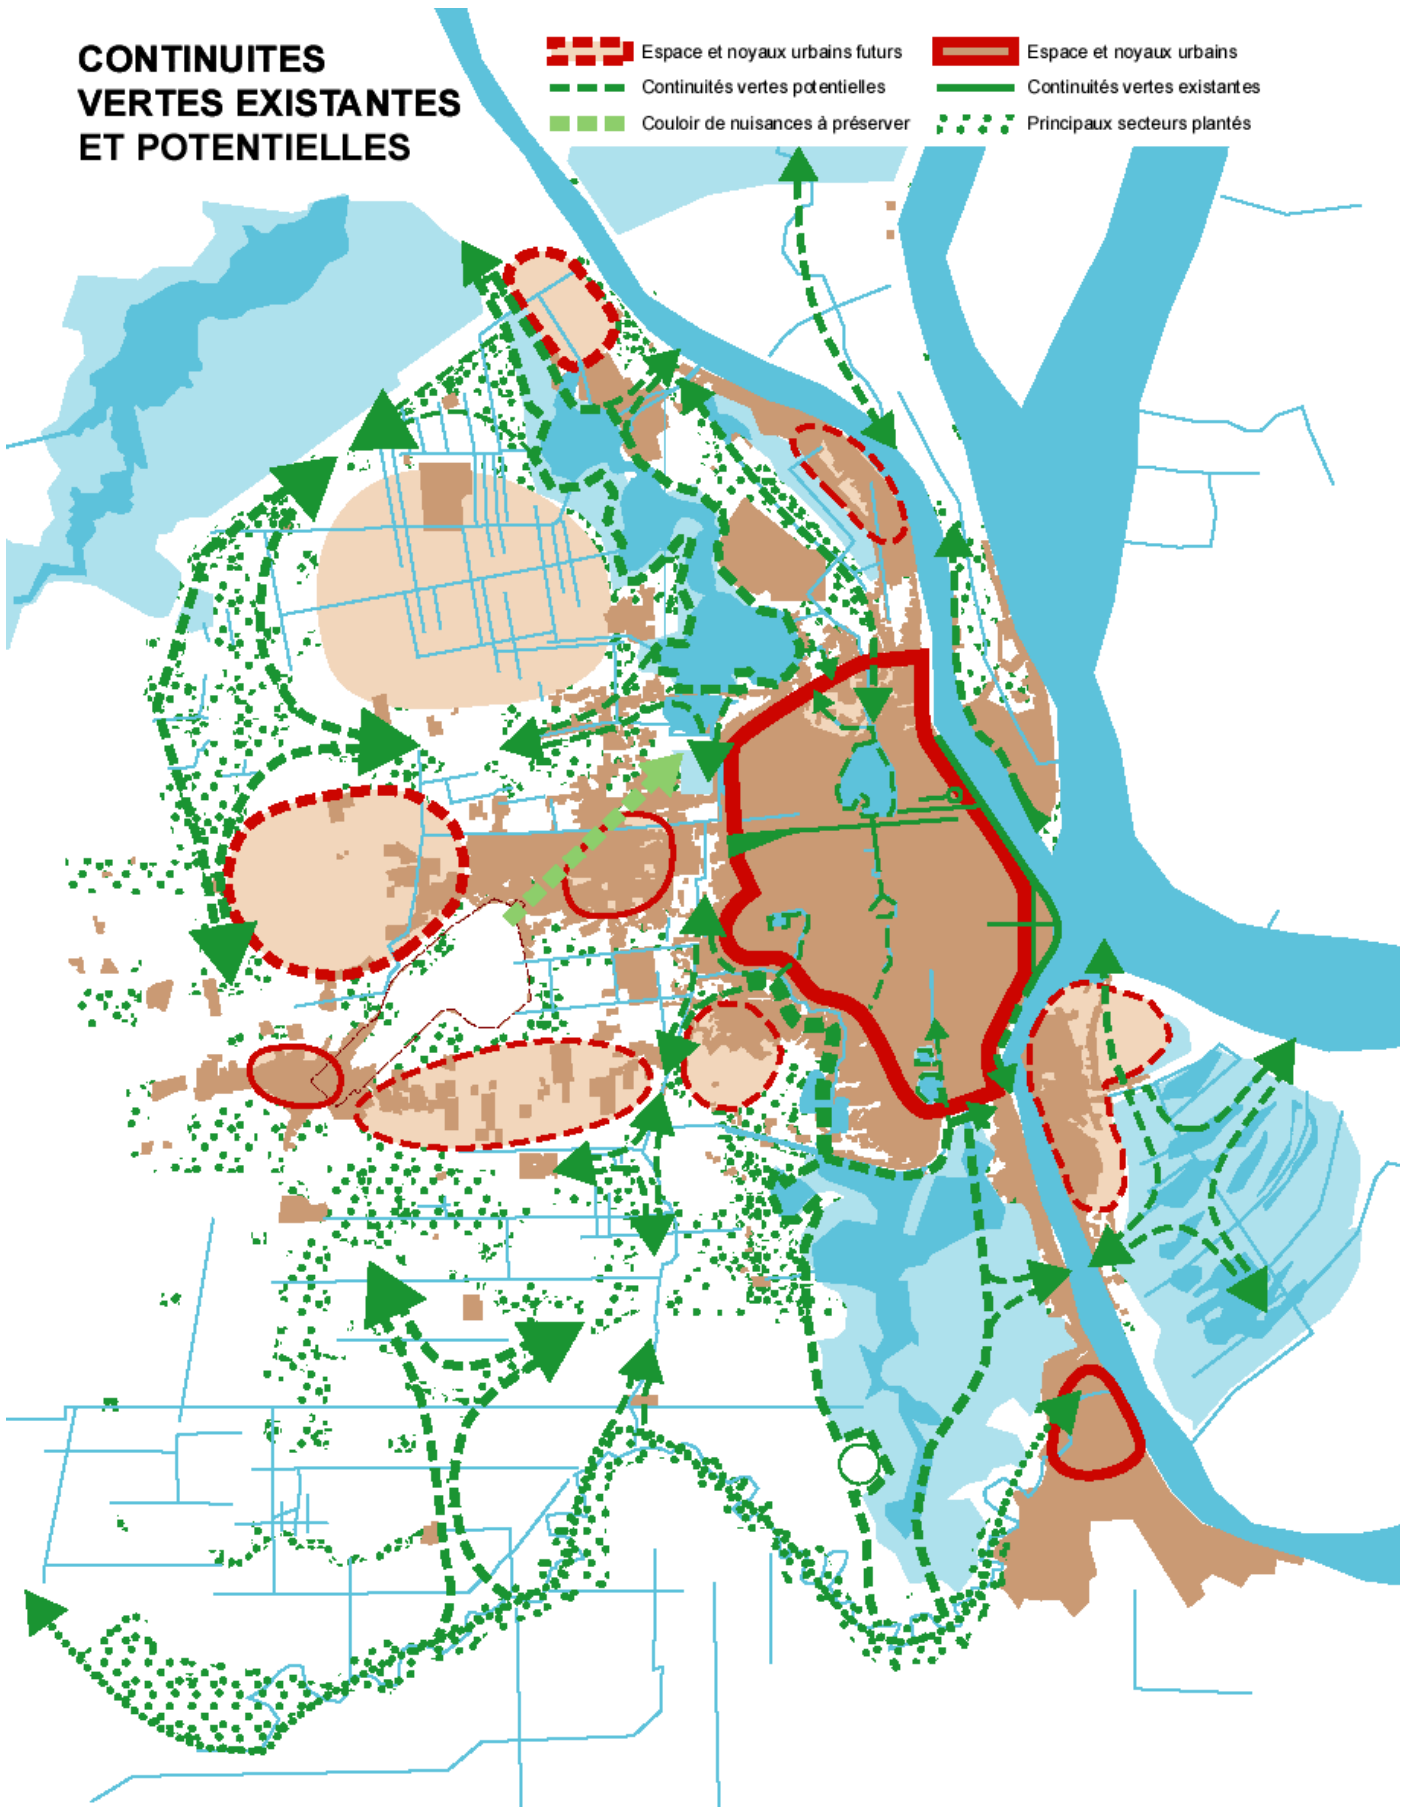 CONTINUITES
VERTES EXISTANTES
ET POTENTIELLES
Espace et noyaux urbains futurs
Continuités vertes potentielles
Couloir de nuisances à préserver
Espace et noyaux urbains
Continuités vertes existantes
Principaux secteurs plantés